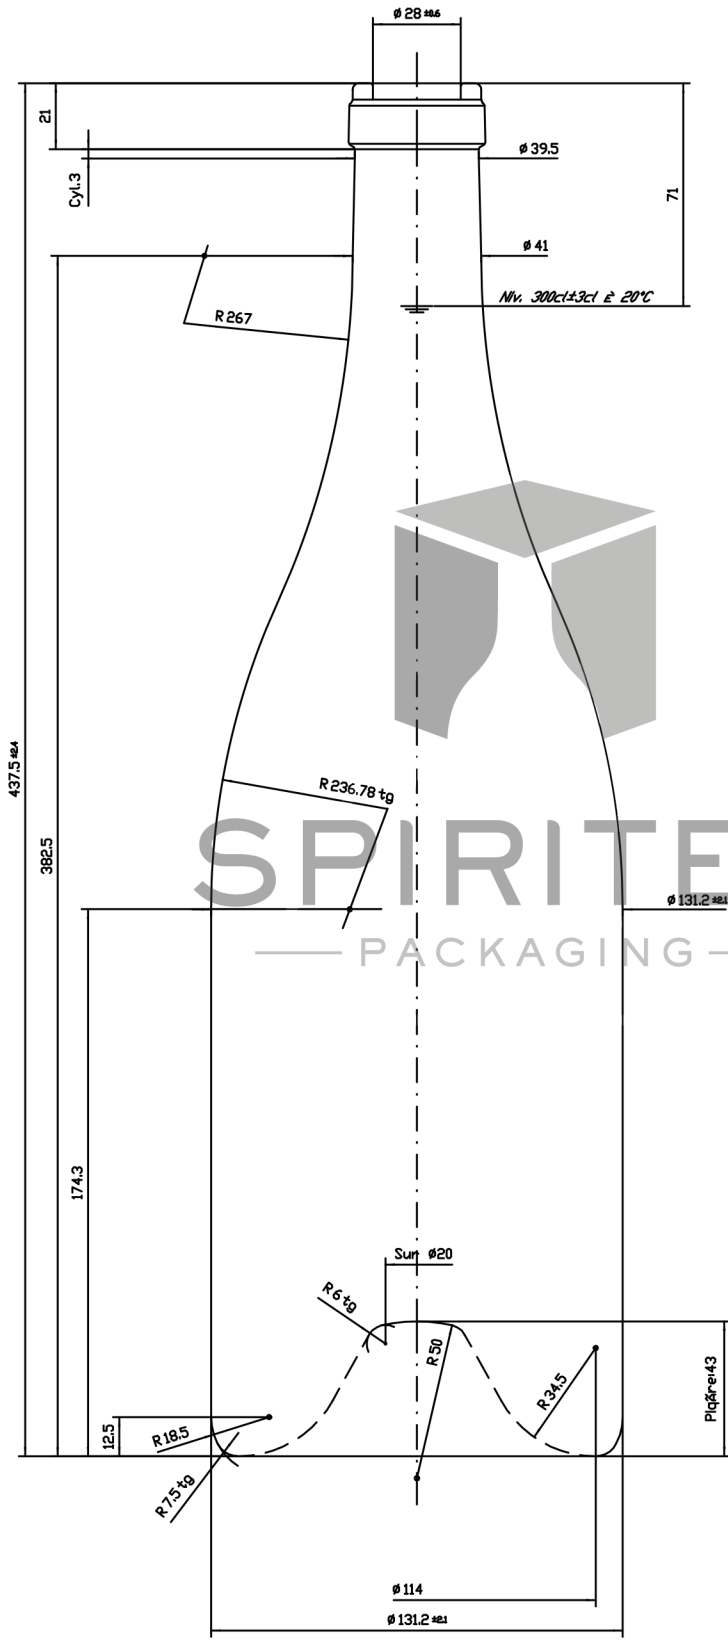 ø 28 ±0.6
21
ø 39.5
Cyl.3
71
ø 41
Niv. 300cl±3cl è 20°C
R 267
437.5 ±2.4
382.5
R 236.78 tg
SPIRITE
ø 131.2 ±2.1
PACKAGING
174.3
Sur ø20
R 6 tg
R 50
R 34.5
12.5
R 18.5
R 7.5 tg
ø 114
ø 131.2 ±2.1